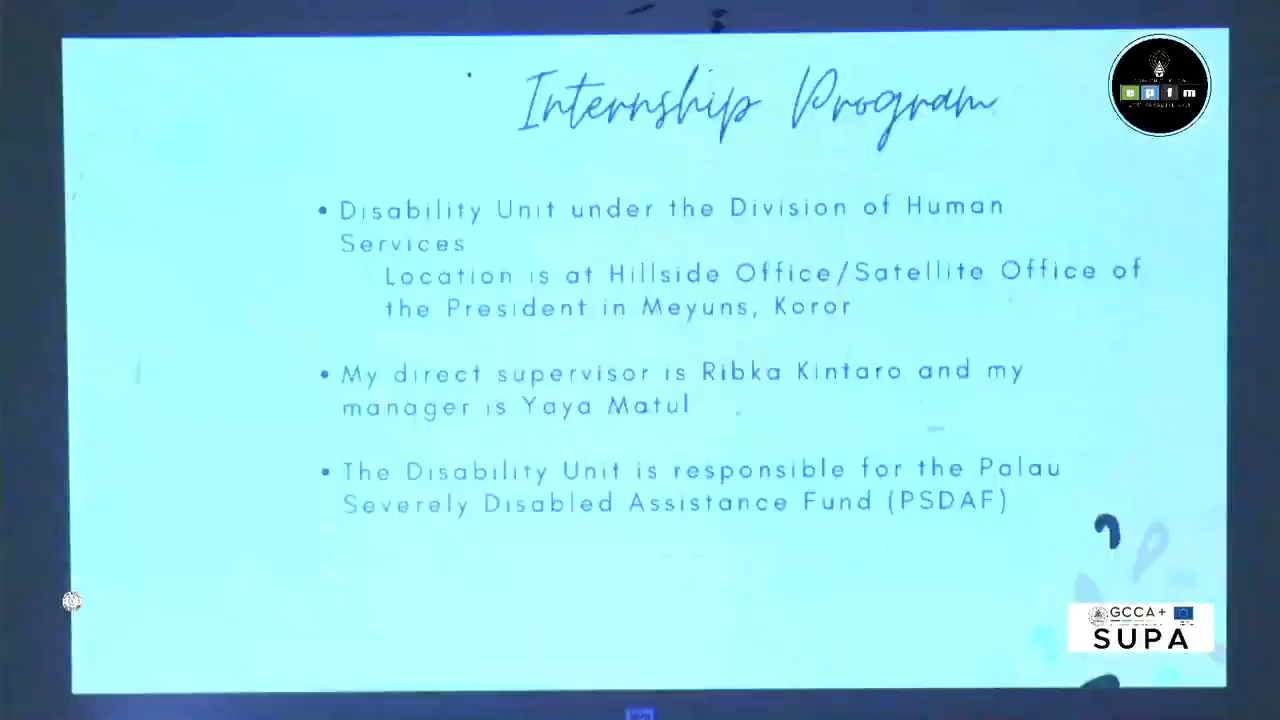 Internship Program
epfm
• Disability Unit under the Division of Human
Services
Location is at Hillside Office/Satellite Office of
the President in Meyuns, Koror
• My direct supervisor is Ribka Kintaro and my
manager is Yaya Matul
• The Disability Unit is responsible for the Palau
Severely Disabled Assistance Fund (PSDAF)
GCCA+
SUPA